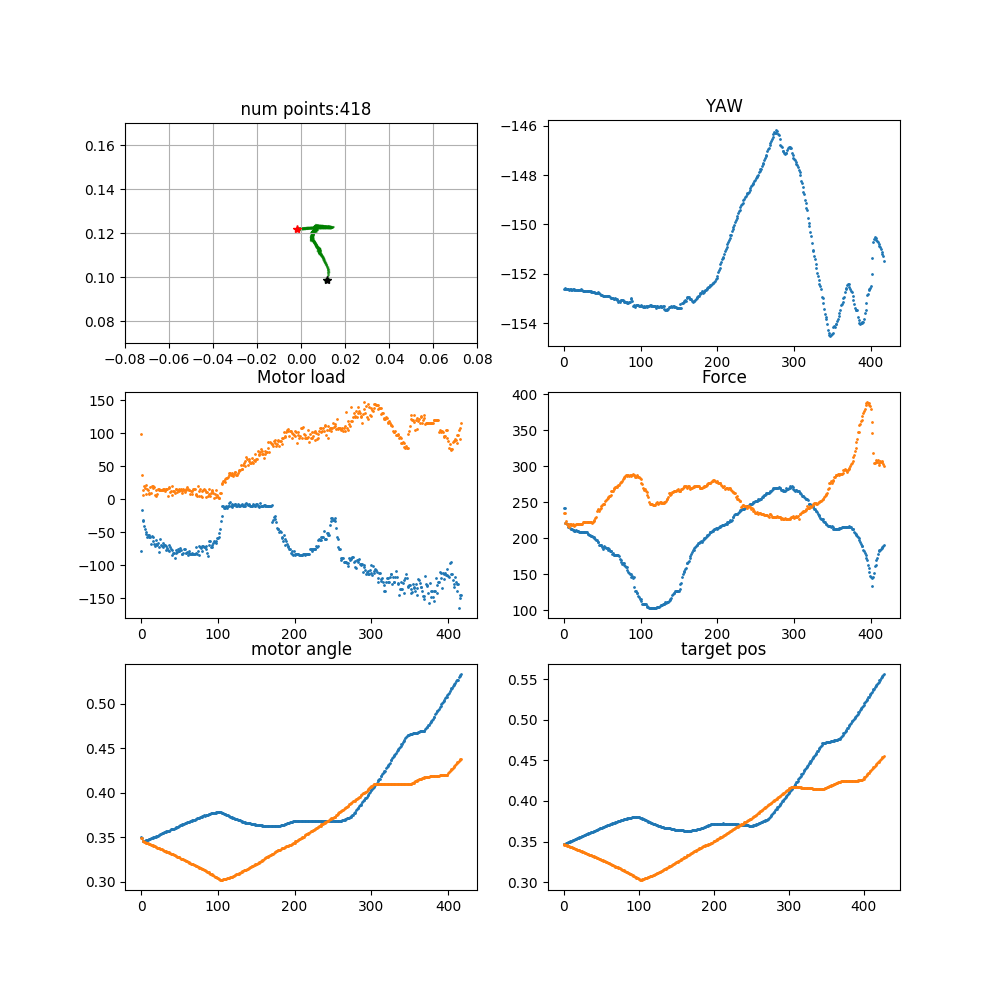 num points:418
0.16
0.14
0.12
0.10
0.08
−0.08 −0.06 −0.04 −0.02 0.00 0.02 0.04 0.06 0.08
YAW
−146
−148
−150
−152
−154
0 100 200 300 400
Motor load
150
100
50
0
−50
−100
−150
0 100 200 300 400
Force
400
350
300
250
200
150
100
0 100 200 300 400
motor angle
0.50
0.45
0.40
0.35
0.30
0 100 200 300 400
target pos
0.55
0.50
0.45
0.40
0.35
0.30
0 100 200 300 400